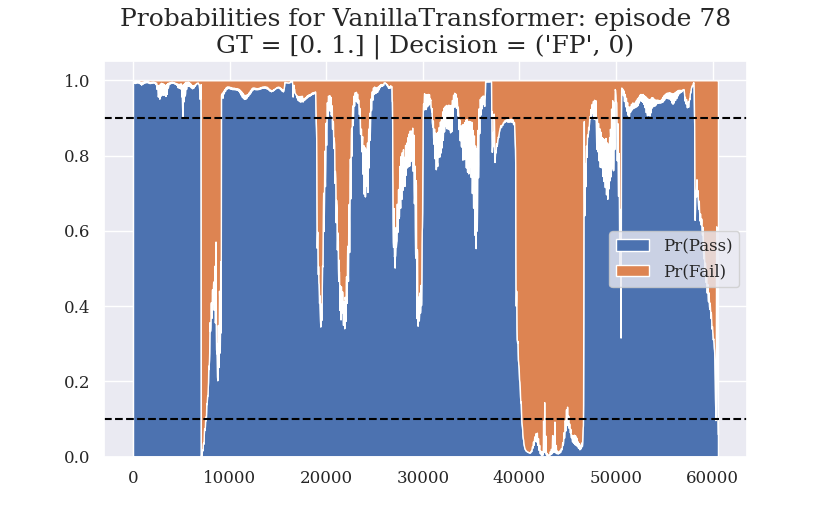 Probabilities for VanillaTransformer: episode 78
GT = [0. 1.] | Decision = ('FP', 0)
1.0
0.8
0.6
0.4
0.2
0.0
Pr(Pass)
Pr(Fail)
0 10000 20000 30000 40000 50000 60000